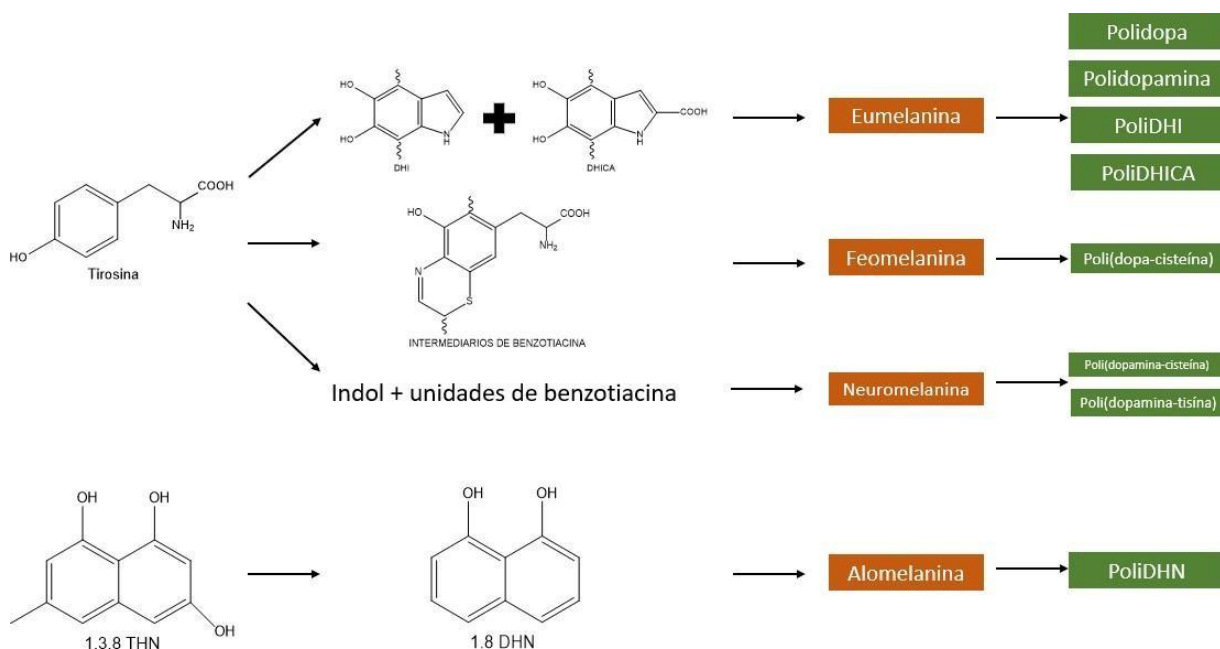 Polidopa
Polidopamina
PoliDHI
PoliDHICA
Eumelanina
HO
HO
N
H
DHI
HO
HO
N
H
COOH
DHICA
COOH
NH2
HO
Tirosina
HO
COOH
NH2
N
S
INTERMEDIARIOS DE BENZOTIACINA
Feomelanina
Poli(dopa-cisteína)
Indol + unidades de benzotiacina
Neuromelanina
Poli(dopamina-cisteína)
Poli(dopamina-tisína)
OH
OH
OH
1.3.8 THN
OH
OH
1.8 DHN
Alomelanina
PoliDHN